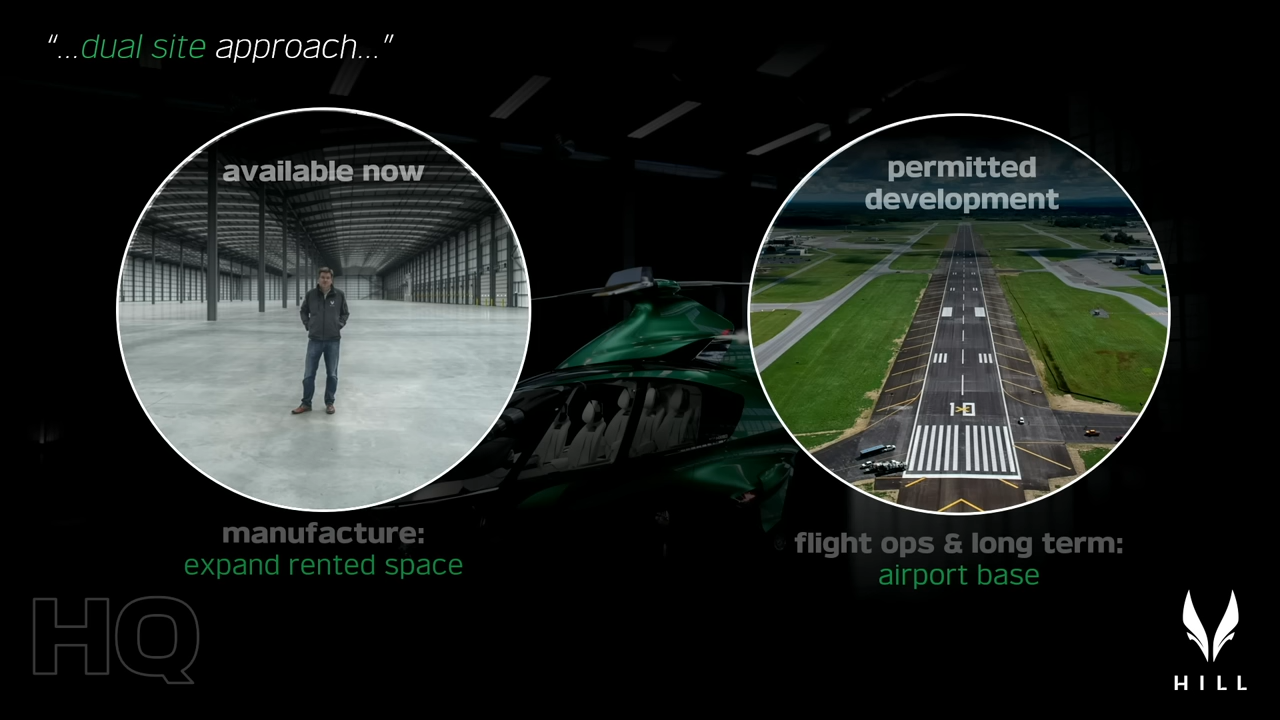 “...dual site approach...”
available now
permitted
development
manufacture:
expand rented space
flight ops & long term:
airport base
HQ
HILL